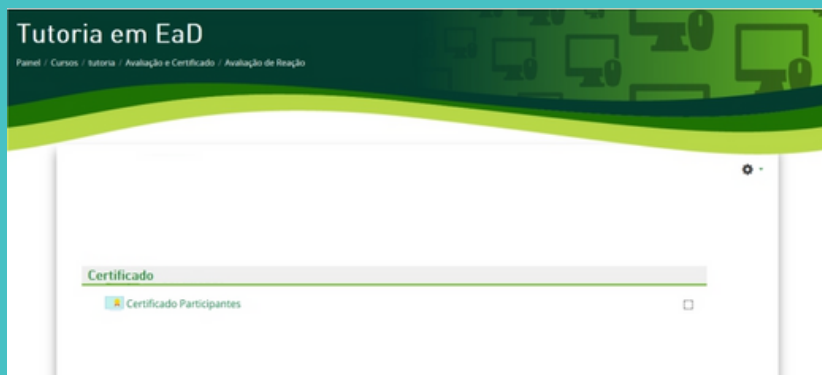 Tutoria em EaD
Painel / Cursos / tutoria / Avaliação e Certificado / Avaliação de Reação
Certificado
Certificado Participantes